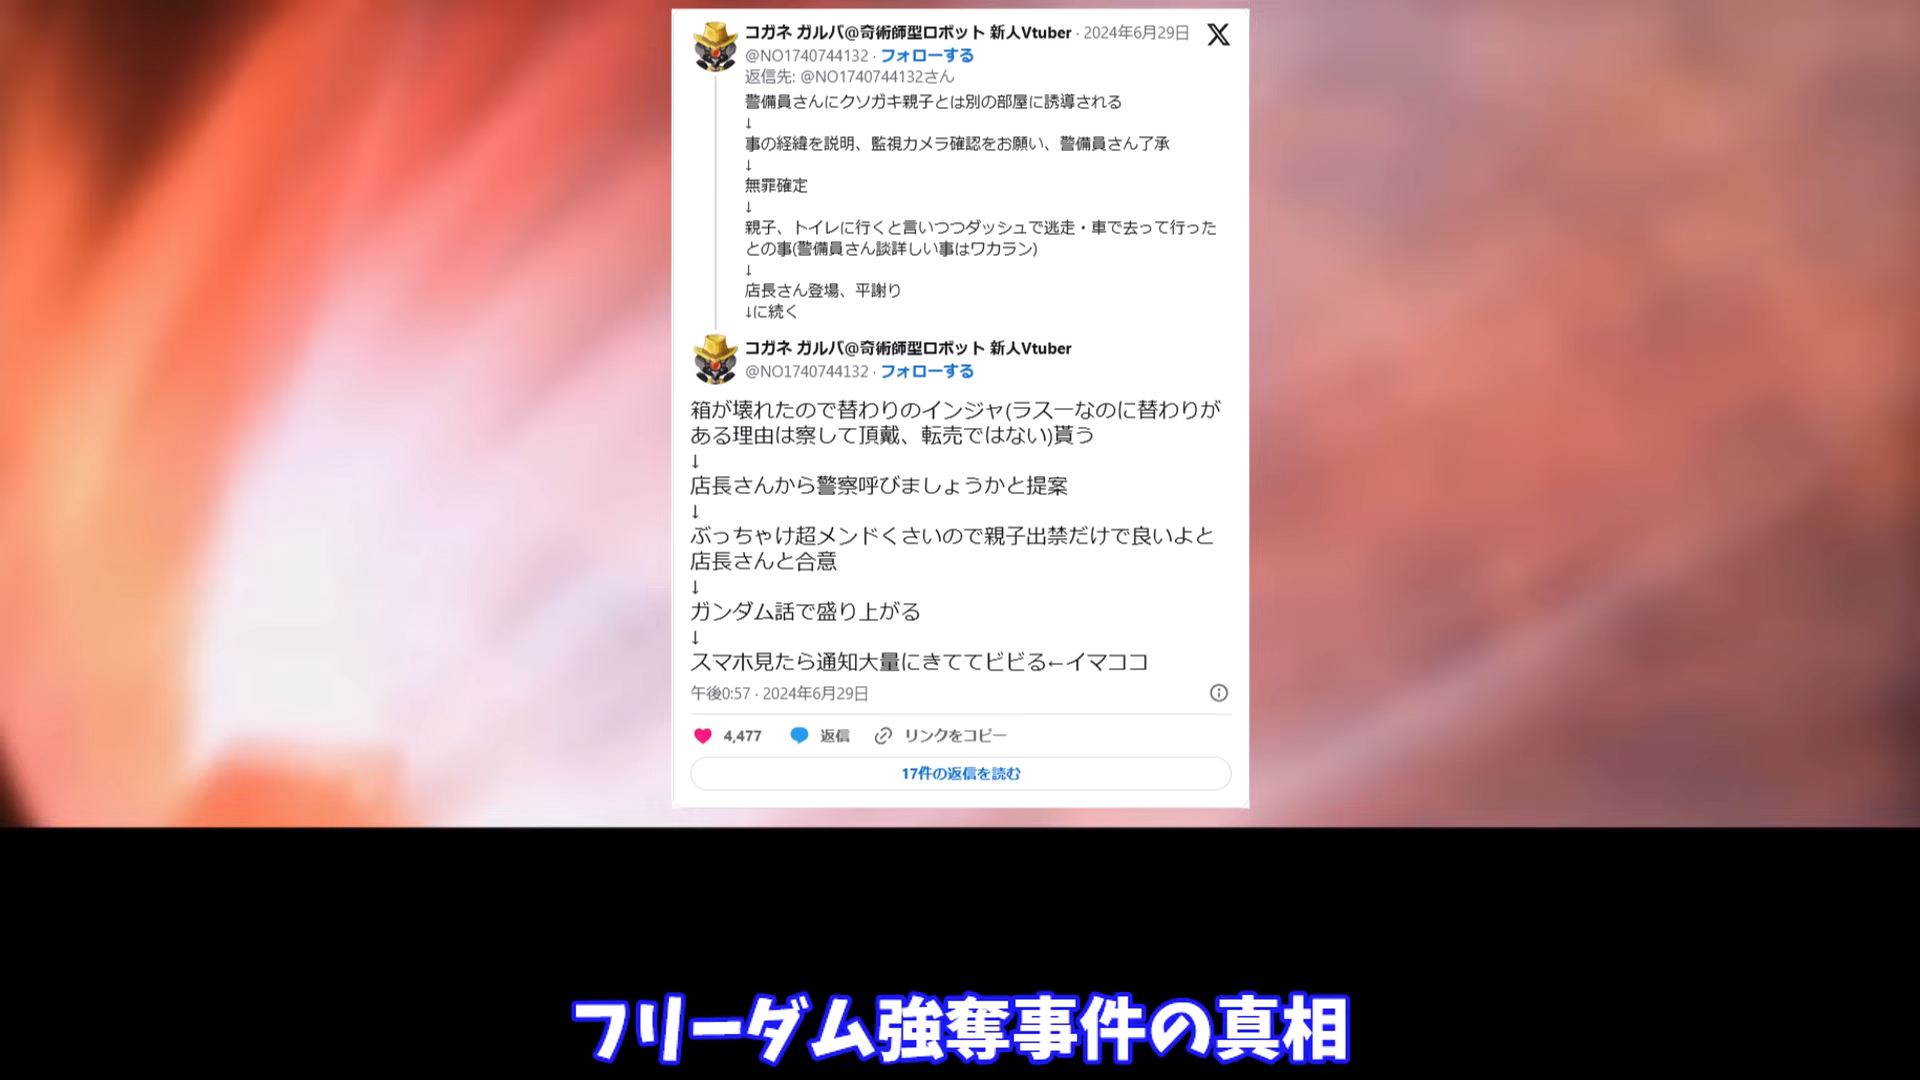 コガネ ガルバ@奇術師型ロボット 新人Vtuber · 2024年6月29日
@NO1740744132 · フォローする
返信先: @NO1740744132さん
警備員さんにクソガキ親子とは別の部屋に誘導される
↓
事の経緯を説明、監視カメラ確認をお願い、警備員さん了承
↓
無罪確定
↓
親子、トイレに行くと言いつつダッシュで逃走・車で去って行った
との事(警備員さん談詳しい事はワカラン)
↓
店長さん登場、平謝り
↓に続く
コガネ ガルバ@奇術師型ロボット 新人Vtuber
@NO1740744132 · フォローする
箱が壊れたので替わりのインジャ(ラス一なのに替わりが
ある理由は察して頂戴、転売ではない)貰う
↓
店長さんから警察呼びましょうかと提案
↓
ぶっちゃけ超メンドくさいので親子出禁だけで良いよと
店長さんと合意
↓
ガンダム話で盛り上がる
↓
スマホ見たら通知大量にきててビビる←イマココ
午後0:57 · 2024年6月29日
4,477 返信 リンクをコピー
17件の返信を読む
フリーダム強奪事件の真相